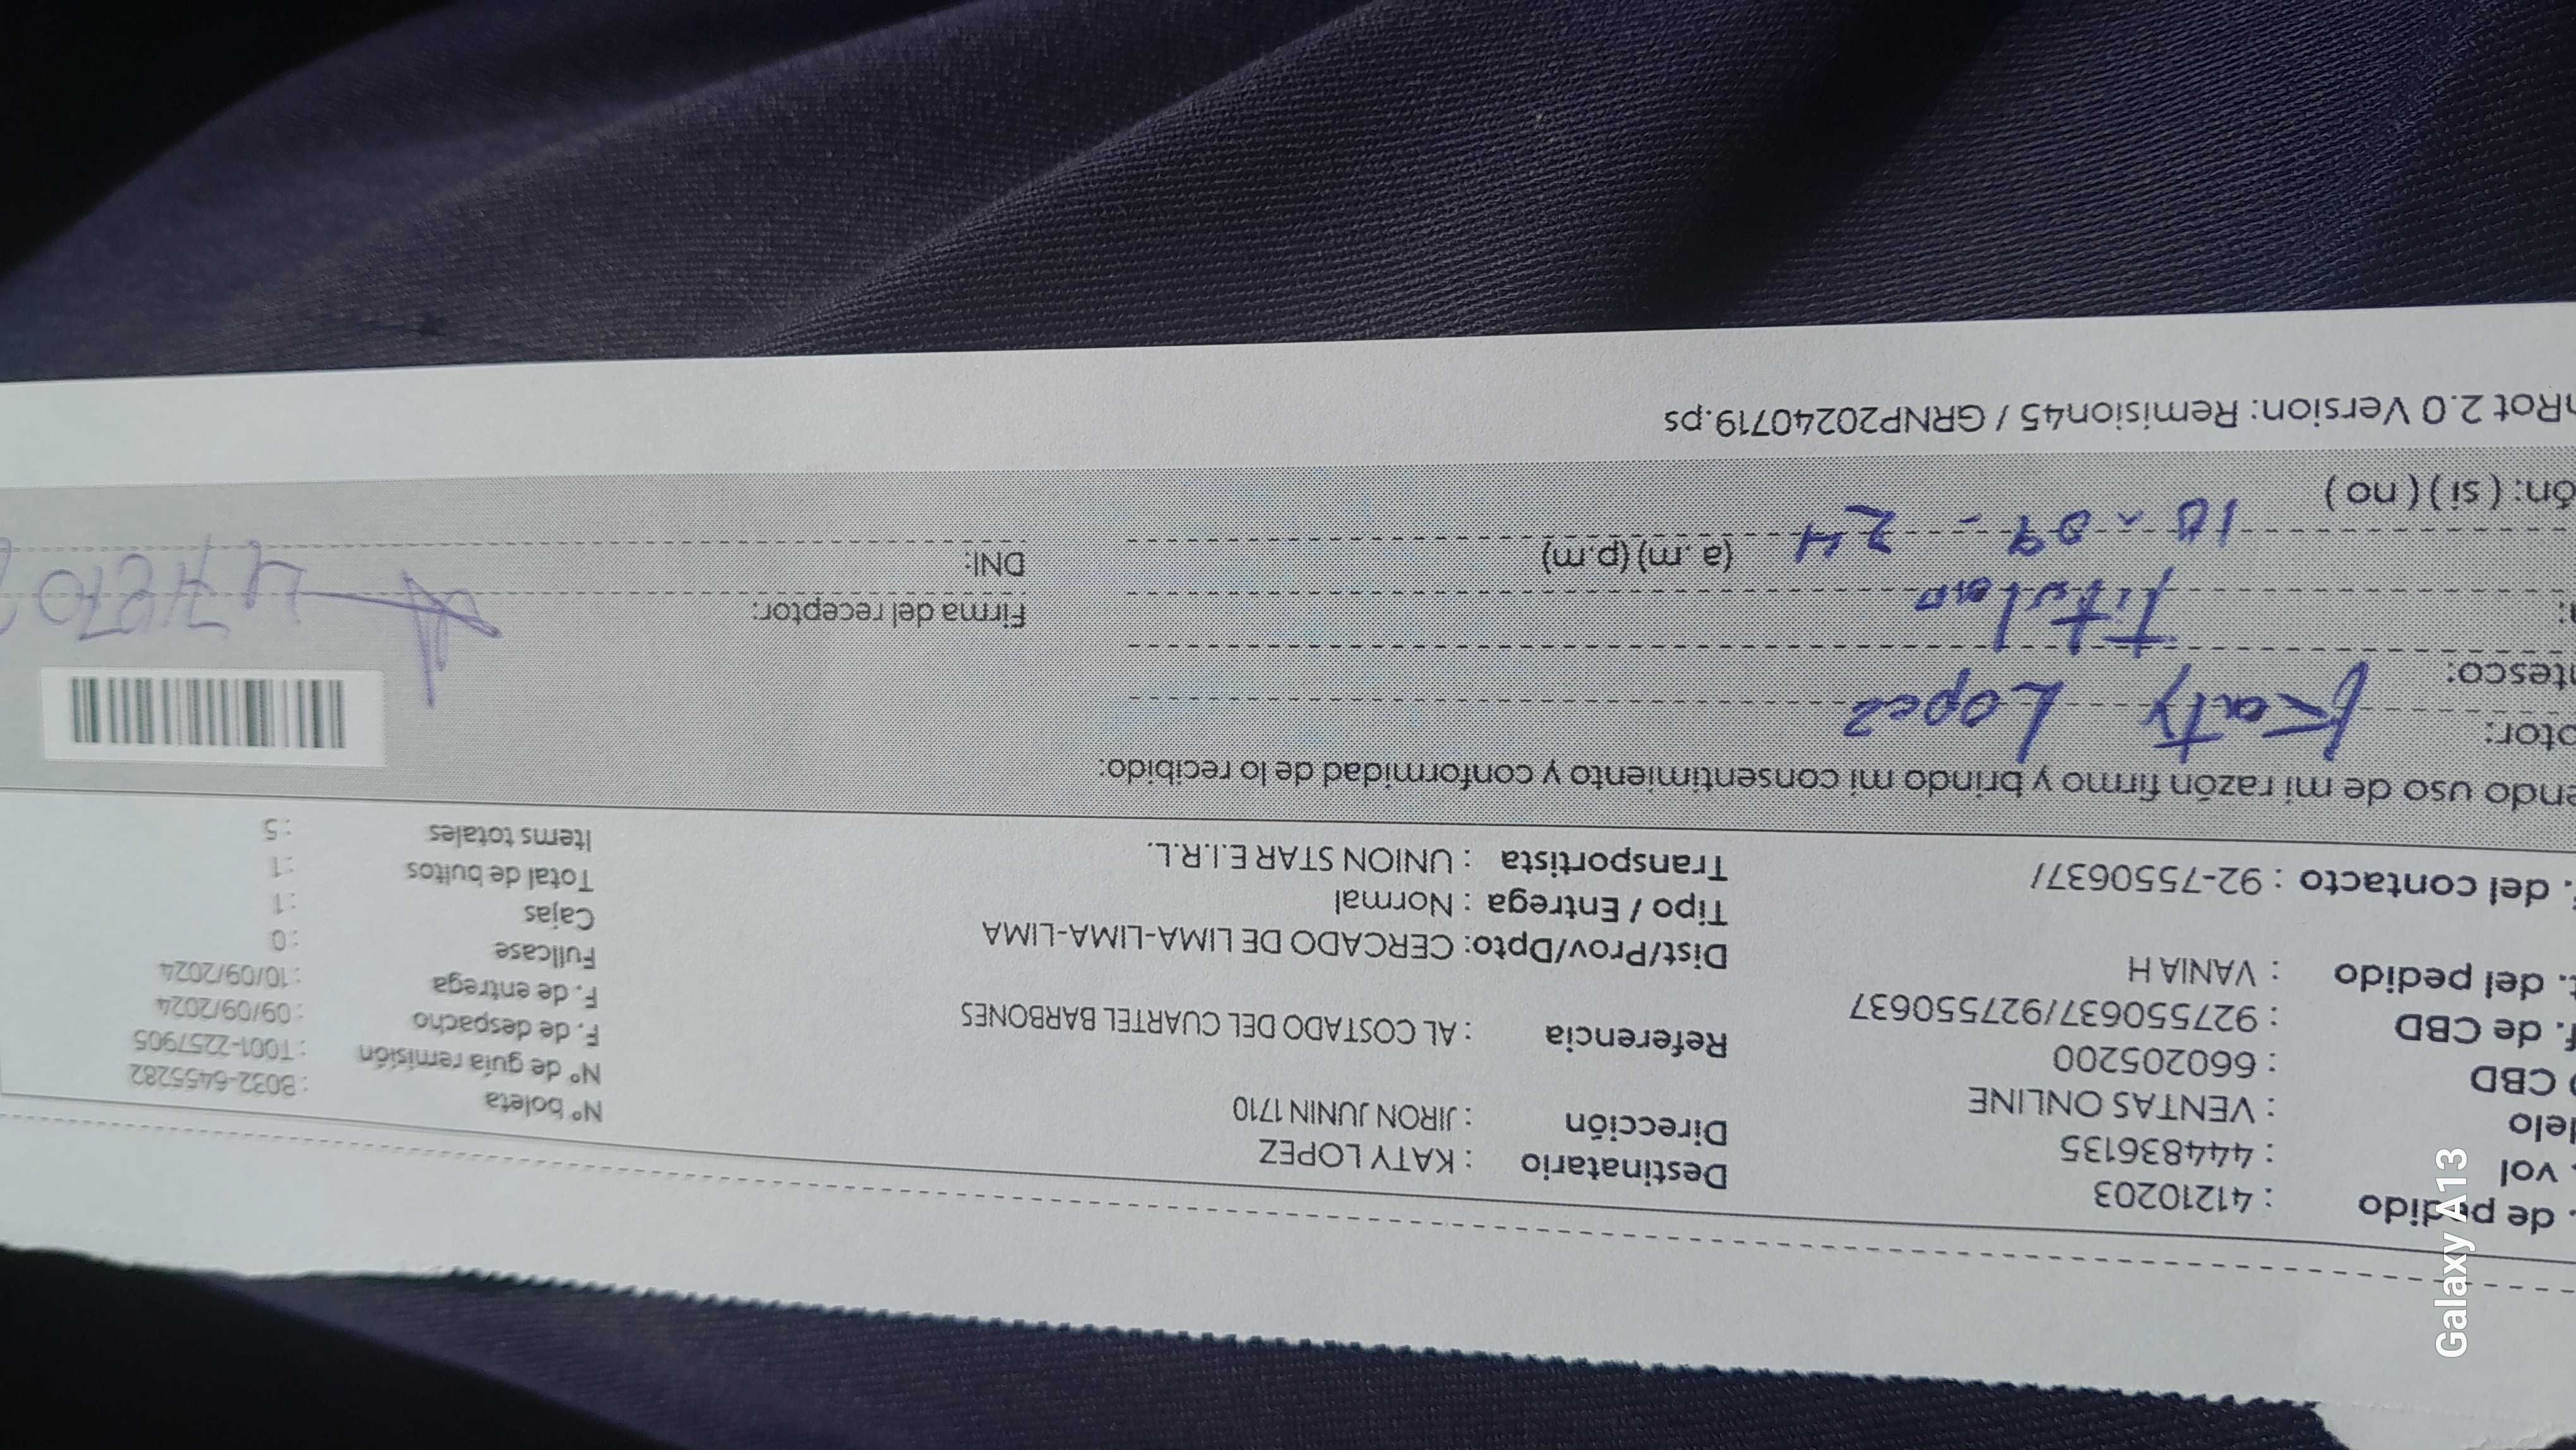 . de pedido : 41210203
. vol : 444836135
lelo : VENTAS ONLINE
CBD : 660205200
f. de CBD : 927550637/927550637
t. del pedido : VANIA H
. del contacto : 92-7550637/
Destinatario : KATY LOPEZ
Dirección : JIRON JUNIN 1710
Referencia : AL COSTADO DEL CUARTEL BARBONES
Dist/Prov/Dpto: CERCADO DE LIMA-LIMA-LIMA
Tipo / Entrega : Normal
Transportista : UNION STAR E.I.R.L.
N° boleta : B032-6455282
N° de guía remisión : T001-2257905
F. de despacho : 09/09/2024
F. de entrega : 10/09/2024
Fullcase : 0
Cajas : 1
Total de bultos : 1
Items totales : 5
endo uso de mi razón firmo y brindo mi consentimiento y conformidad de lo recibido:
ptor: Katy Lopez
ntesco: Titular
10-09-24 (a.m) (p.m)
ón: ( si ) ( no )
Firma del receptor:
DNI:
Rot 2.0 Version: Remision45 / GRNP20240719.ps
Galaxy A13